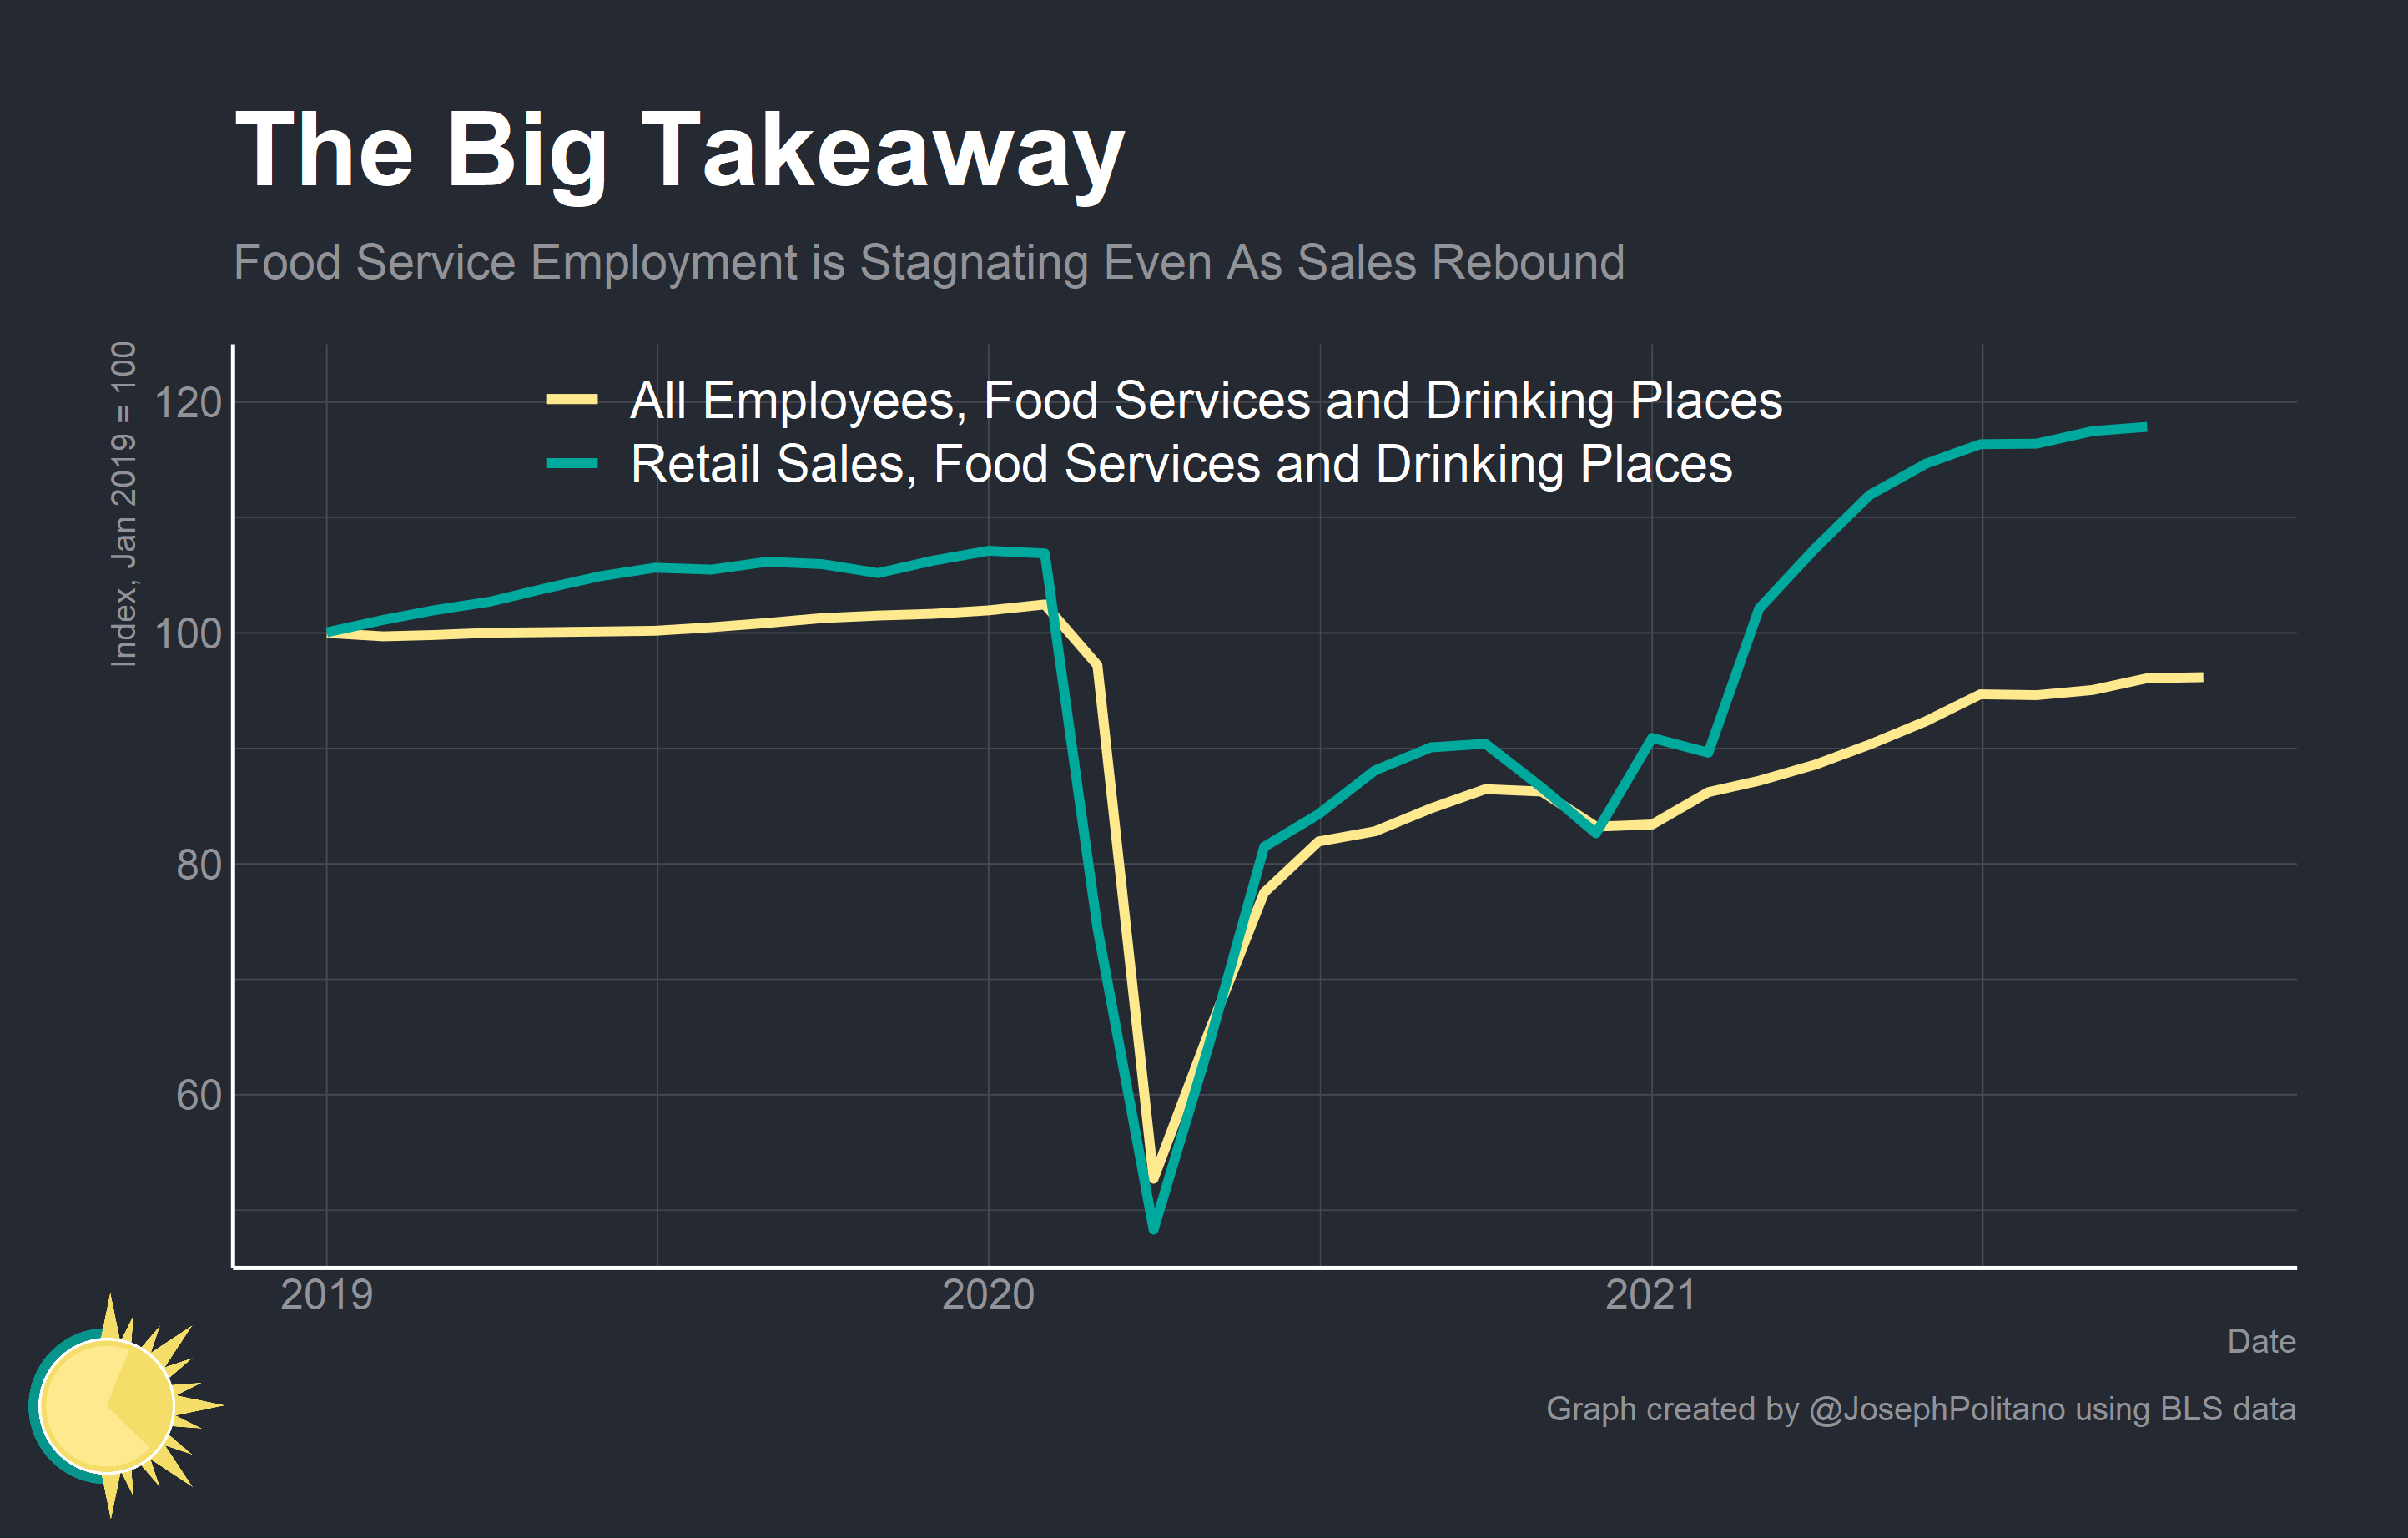 The Big Takeaway
Food Service Employment is Stagnating Even As Sales Rebound
Index, Jan 2019 = 100
120
100
80
60
All Employees, Food Services and Drinking Places
Retail Sales, Food Services and Drinking Places
2019
2020
2021
Date
Graph created by @JosephPolitano using BLS data